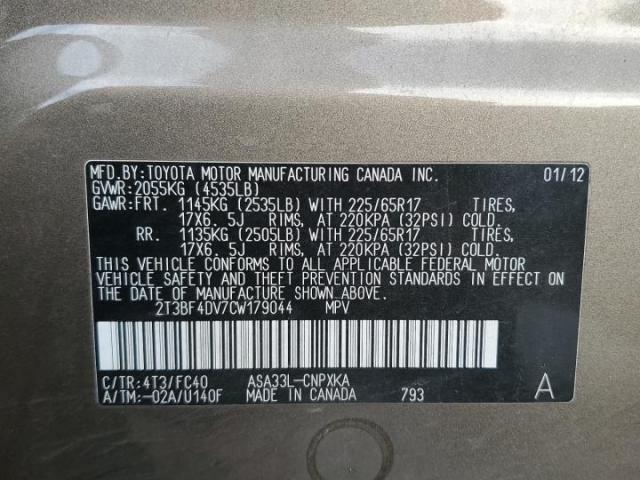 MFD.BY:TOYOTA MOTOR MANUFACTURING CANADA INC. 01/12
GVWR:2055KG (4535LB)
GAWR:FRT. 1145KG (2535LB) WITH 225/65R17 TIRES,
17X6.5J RIMS, AT 220KPA (32PSI) COLD.
RR. 1135KG (2505LB) WITH 225/65R17 TIRES,
17X6.5J RIMS, AT 220KPA (32PSI) COLD.
THIS VEHICLE CONFORMS TO ALL APPLICABLE FEDERAL MOTOR
VEHICLE SAFETY AND THEFT PREVENTION STANDARDS IN EFFECT ON
THE DATE OF MANUFACTURE SHOWN ABOVE.
2T3BF4DV7CW179044 MPV
C/TR:4T3/FC40 ASA33L-CNPXKA
A/TM:-02A/U140F MADE IN CANADA 793 A